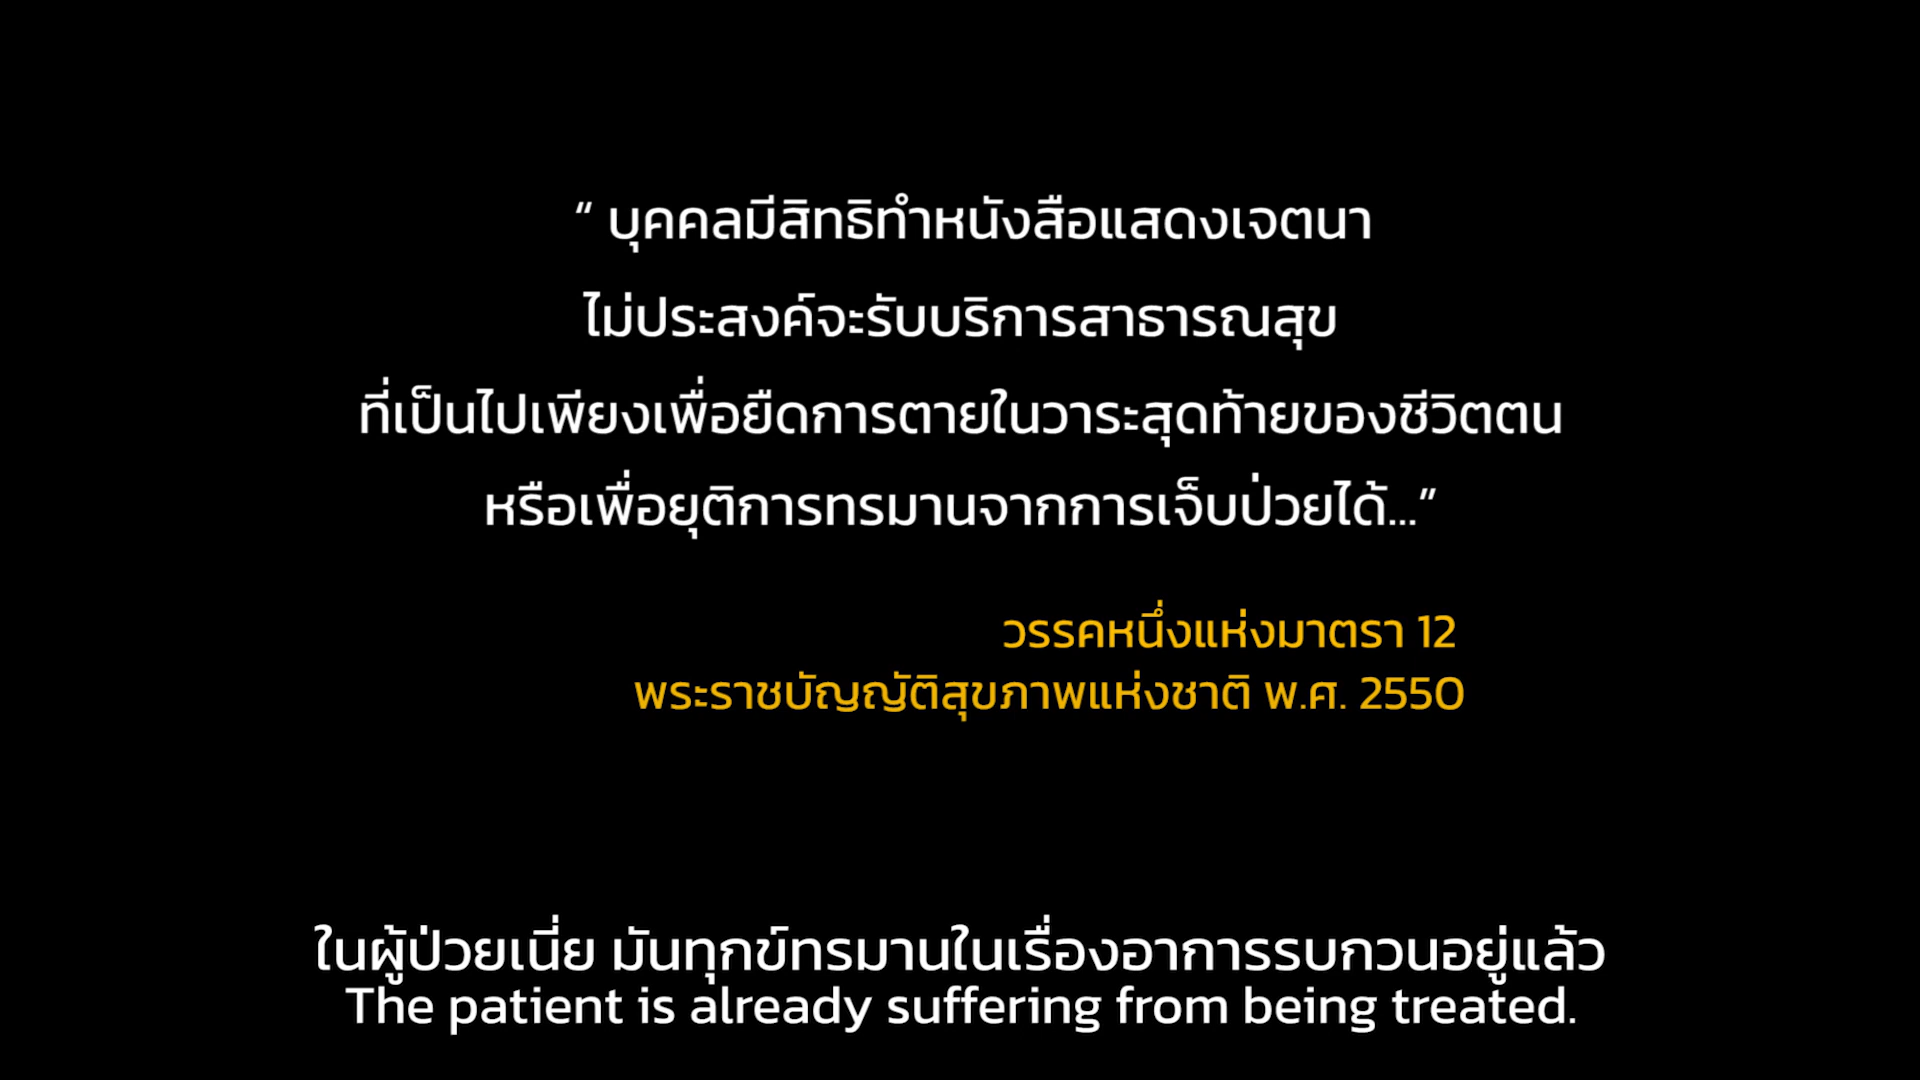 “ บุคคลมีสิทธิทำหนังสือแสดงเจตนา
ไม่ประสงค์จะรับบริการสาธารณสุข
ที่เป็นไปเพียงเพื่อยืดการตายในวาระสุดท้ายของชีวิตตน
หรือเพื่อยุติการทรมานจากการเจ็บป่วยได้...”
วรรคหนึ่งแห่งมาตรา 12
พระราชบัญญัติสุขภาพแห่งชาติ พ.ศ. 2550
ในผู้ป่วยเนี่ย มันทุกข์ทรมานในเรื่องอาการรบกวนอยู่แล้ว
The patient is already suffering from being treated.